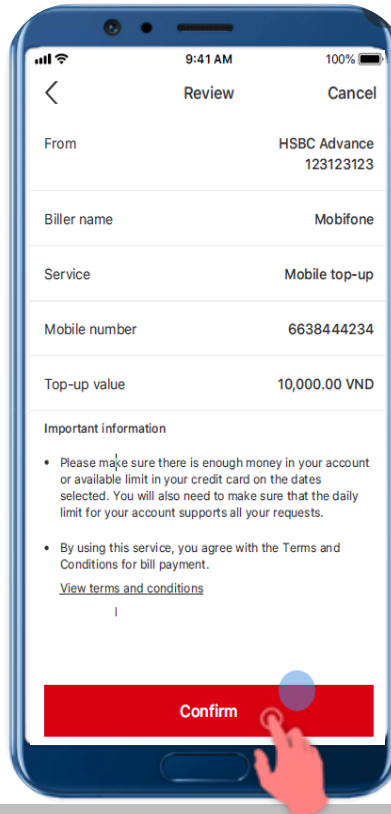 9:41 AM
100%
Review
Cancel
From
HSBC Advance
123123123
Biller name
Mobifone
Service
Mobile top-up
Mobile number
6638444234
Top-up value
10,000.00 VND
Important information
• Please make sure there is enough money in your account
or available limit in your credit card on the dates
selected. You will also need to make sure that the daily
limit for your account supports all your requests.
• By using this service, you agree with the Terms and
Conditions for bill payment.
View terms and conditions
Confirm